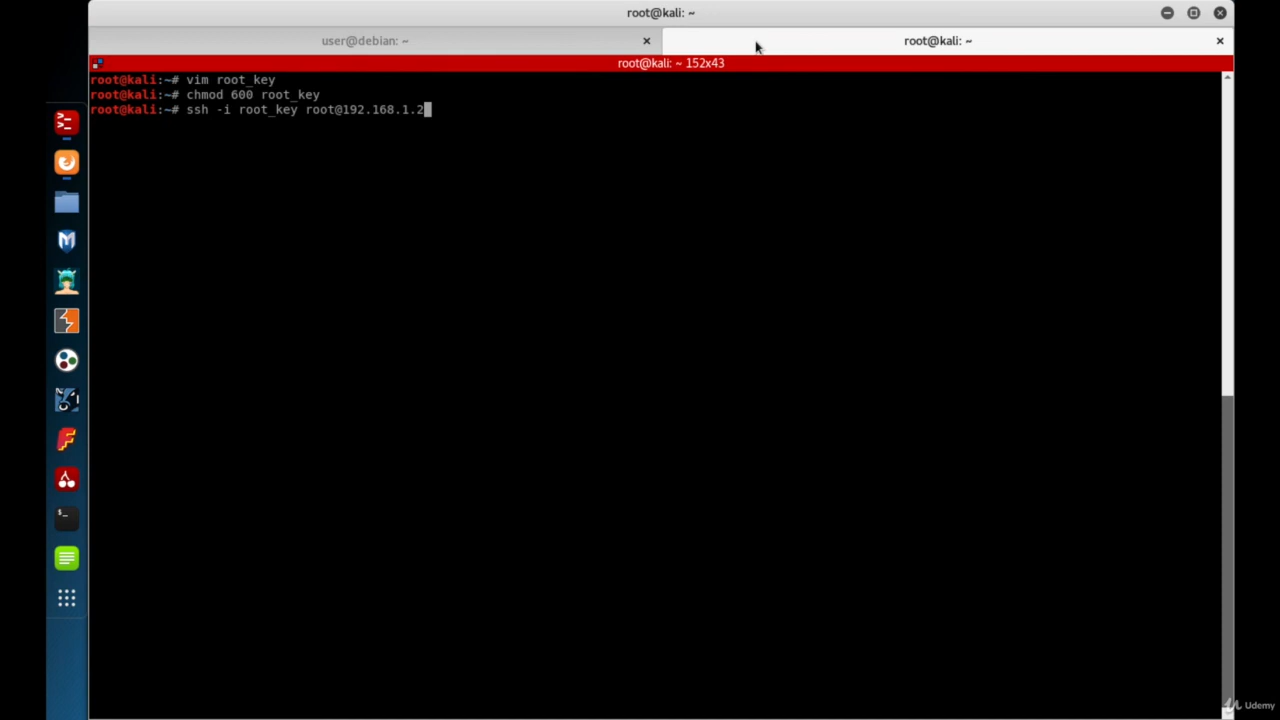 root@kali: ~
user@debian: ~
root@kali: ~
root@kali: ~ 152x43
root@kali:~# vim root_key
root@kali:~# chmod 600 root_key
root@kali:~# ssh -i root_key root@192.168.1.2
Udemy